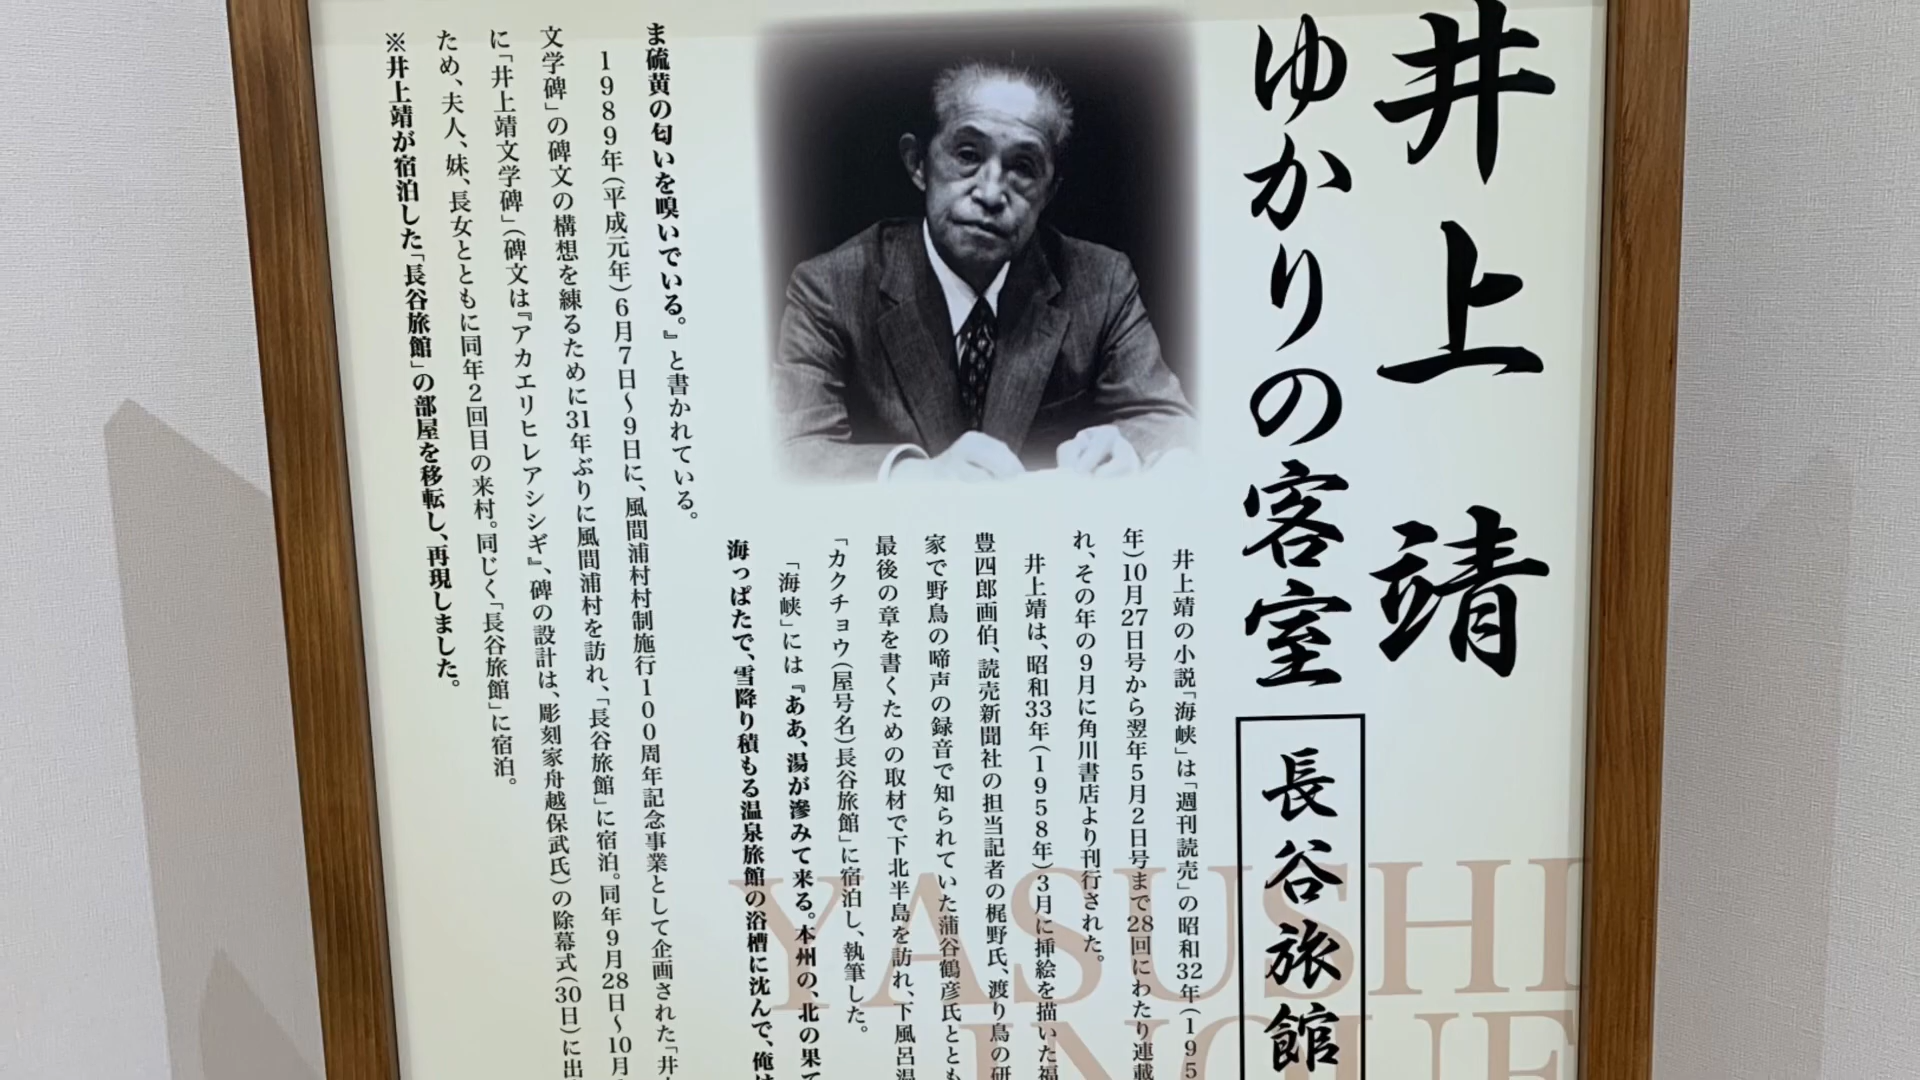 井上 靖
ゆかりの客室
長谷旅館
井上靖の小説「海峡」は「週刊読売」の昭和32年(195
年)10月27日号から翌年5月2日号まで28回にわたり連載
れ、その年の9月に角川書店より刊行された。
井上靖は、昭和33年(1958年)3月に挿絵を描いた福
豊四郎画伯、読売新聞社の担当記者の梶野氏、渡り鳥の研
家で野鳥の啼声の録音で知られていた蒲谷鶴彦氏ととも
最後の章を書くための取材で下北半島を訪れ、下風呂温
「カクチョウ(屋号名)長谷旅館」に宿泊し、執筆した。
「海峡」には『ああ、湯が滲みて来る。本州の、北の果て
海っぱたで、雪降り積もる温泉旅館の浴槽に沈んで、俺は
ま硫黄の匂いを嗅いでいる。』と書かれている。
1989年(平成元年)6月7日〜9日に、風間浦村村制施行100周年記念事業として企画された「井
文学碑」の碑文の構想を練るために31年ぶりに風間浦村を訪れ、「長谷旅館」に宿泊。同年9月28日〜10月
に「井上靖文学碑」(碑文は『アカエリヒレアシシギ』、碑の設計は、彫刻家舟越保武氏)の除幕式(30日)に出
ため、夫人、妹、長女とともに同年2回目の来村。同じく「長谷旅館」に宿泊。
※井上靖が宿泊した「長谷旅館」の部屋を移転し、再現しました。
YASUSHI
INOUE